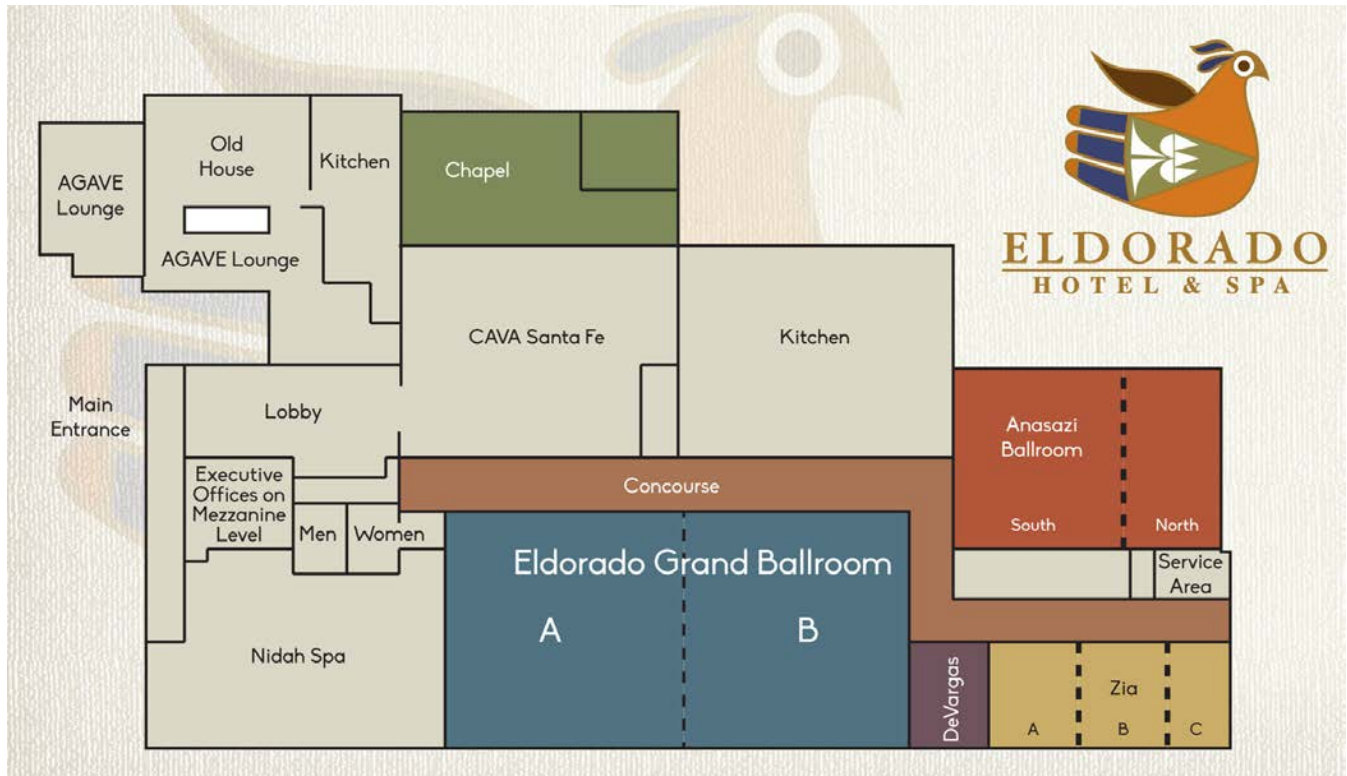 ELDORADO
HOTEL & SPA
Old
House
Kitchen
Chapel
AGAVE
Lounge
AGAVE Lounge
CAVA Santa Fe
Kitchen
Main
Entrance
Lobby
Anasazi
Ballroom
South
North
Executive
Offices on
Mezzanine
Level
Concourse
Men
Women
Eldorado Grand Ballroom
A
B
Service
Area
Nidah Spa
DeVargas
Zia
A
B
C